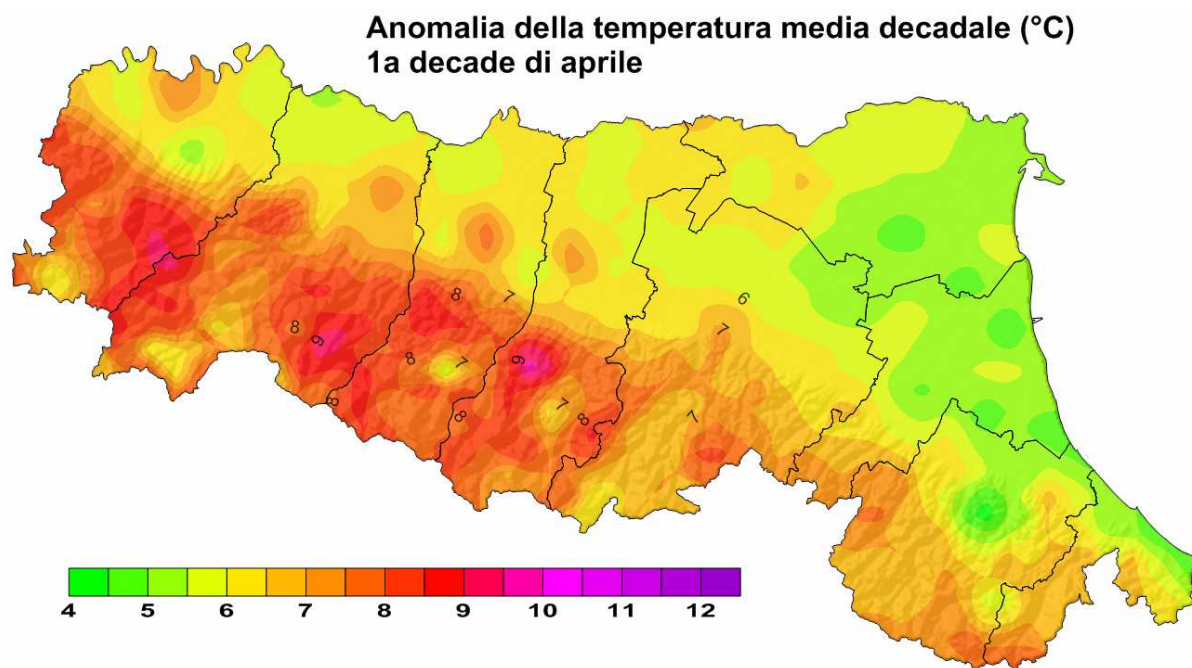 Anomalia della temperatura media decadale (°C)
1a decade di aprile
8 7 6
8 9 7
8 7 9
8 8 7 8 7
4 5 6 7 8 9 10 11 12